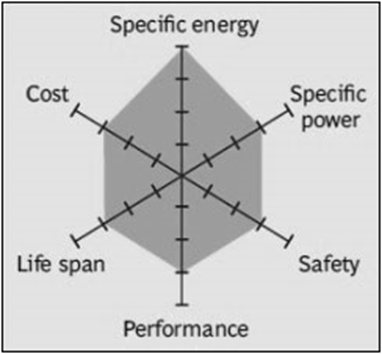 Specific energy
Cost
Specific
power
Life span
Safety
Performance